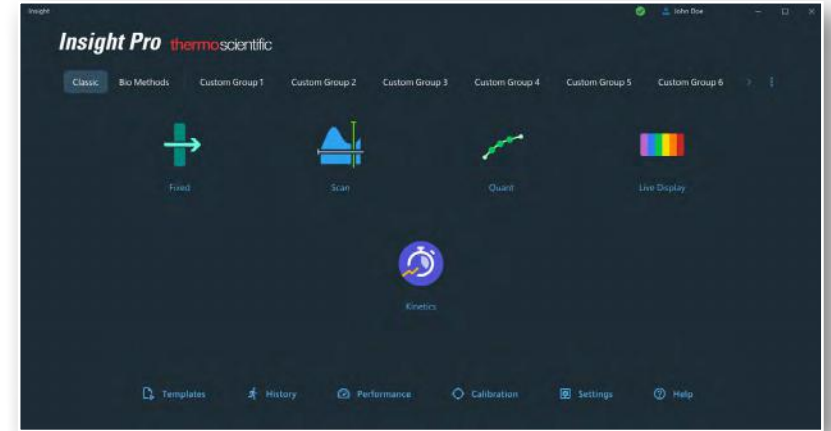 Insight
John Doe
Insight Pro thermoscientific
Classic Bio Methods Custom Group 1 Custom Group 2 Custom Group 3 Custom Group 4 Custom Group 5 Custom Group 6
Fixed Scan Quant Live Display
Kinetics
Templates History Performance Calibration Settings Help